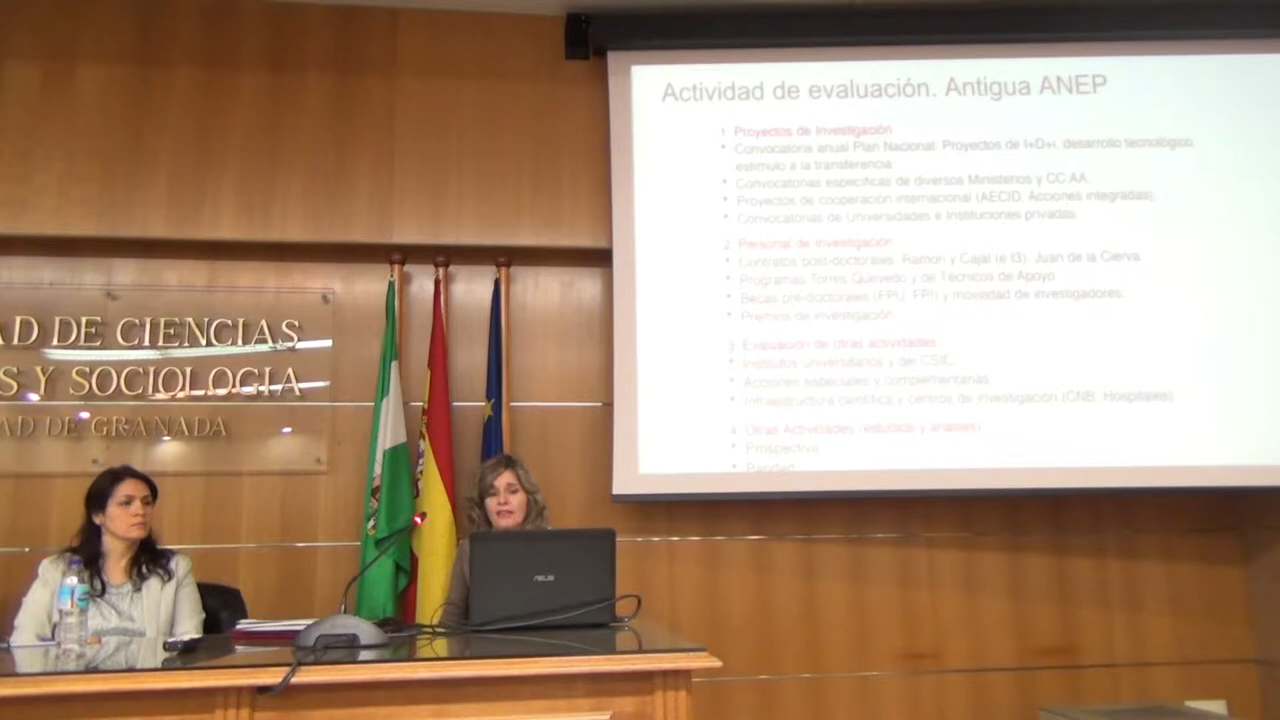 Actividad de evaluación. Antigua ANEP
1. Proyectos de Investigación
• Convocatoria anual Plan Nacional: Proyectos de I+D+i, desarrollo tecnológico,
estímulo a la transferencia
• Convocatorias específicas de diversos Ministerios y CC.AA.
• Proyectos de cooperación internacional (AECID, Acciones integradas).
• Convocatorias de Universidades e Instituciones privadas
2. Personal de Investigación
• Contratos post-doctorales: Ramón y Cajal (e I3), Juan de la Cierva
• Programas Torres Quevedo y de Técnicos de Apoyo
• Becas pre-doctorales (FPU, FPI) y movilidad de investigadores.
• Premios de investigación
3. Evaluación de otras actividades
• Institutos universitarios y del CSIC
• Acciones especiales y complementarias
• Infraestructura científica y centros de investigación (CNB, Hospitales)
4. Otras Actividades (estudios y análisis)
• Prospectiva
AD DE CIENCIAS
S Y SOCIOLOGIA
AD DE GRANADA
ASUS